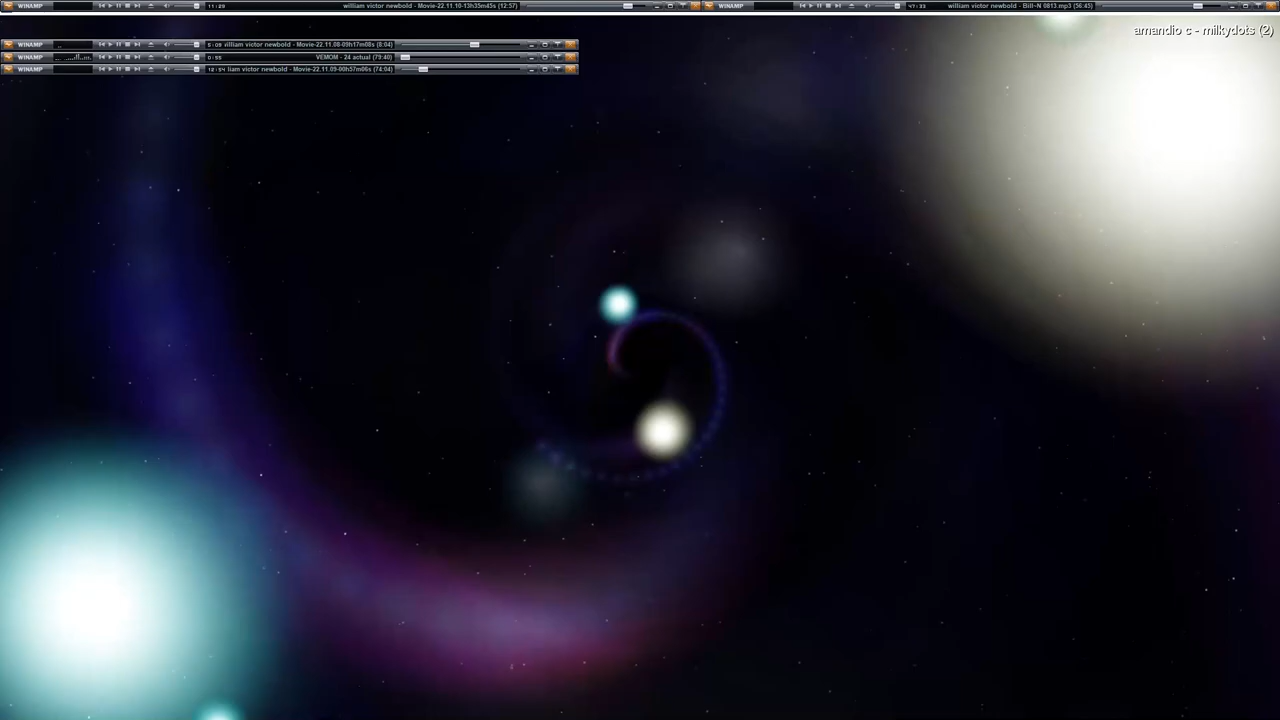 WINAMP 11:29 william victor newbold - Movie-22.11.10-13h35m45s (12:57) WINAMP 47:33 william victor newbold - Bill-N 0813.mp3 (56:45)
amandio c - milkydots (2)
WINAMP 5:09 illiam victor newbold - Movie-22.11.08-09h17m08s (8:04)
WINAMP 0:55 VEMOM - 24 actual (79:40)
WINAMP 12:54 liam victor newbold - Movie-22.11.09-00h57m06s (74:04)